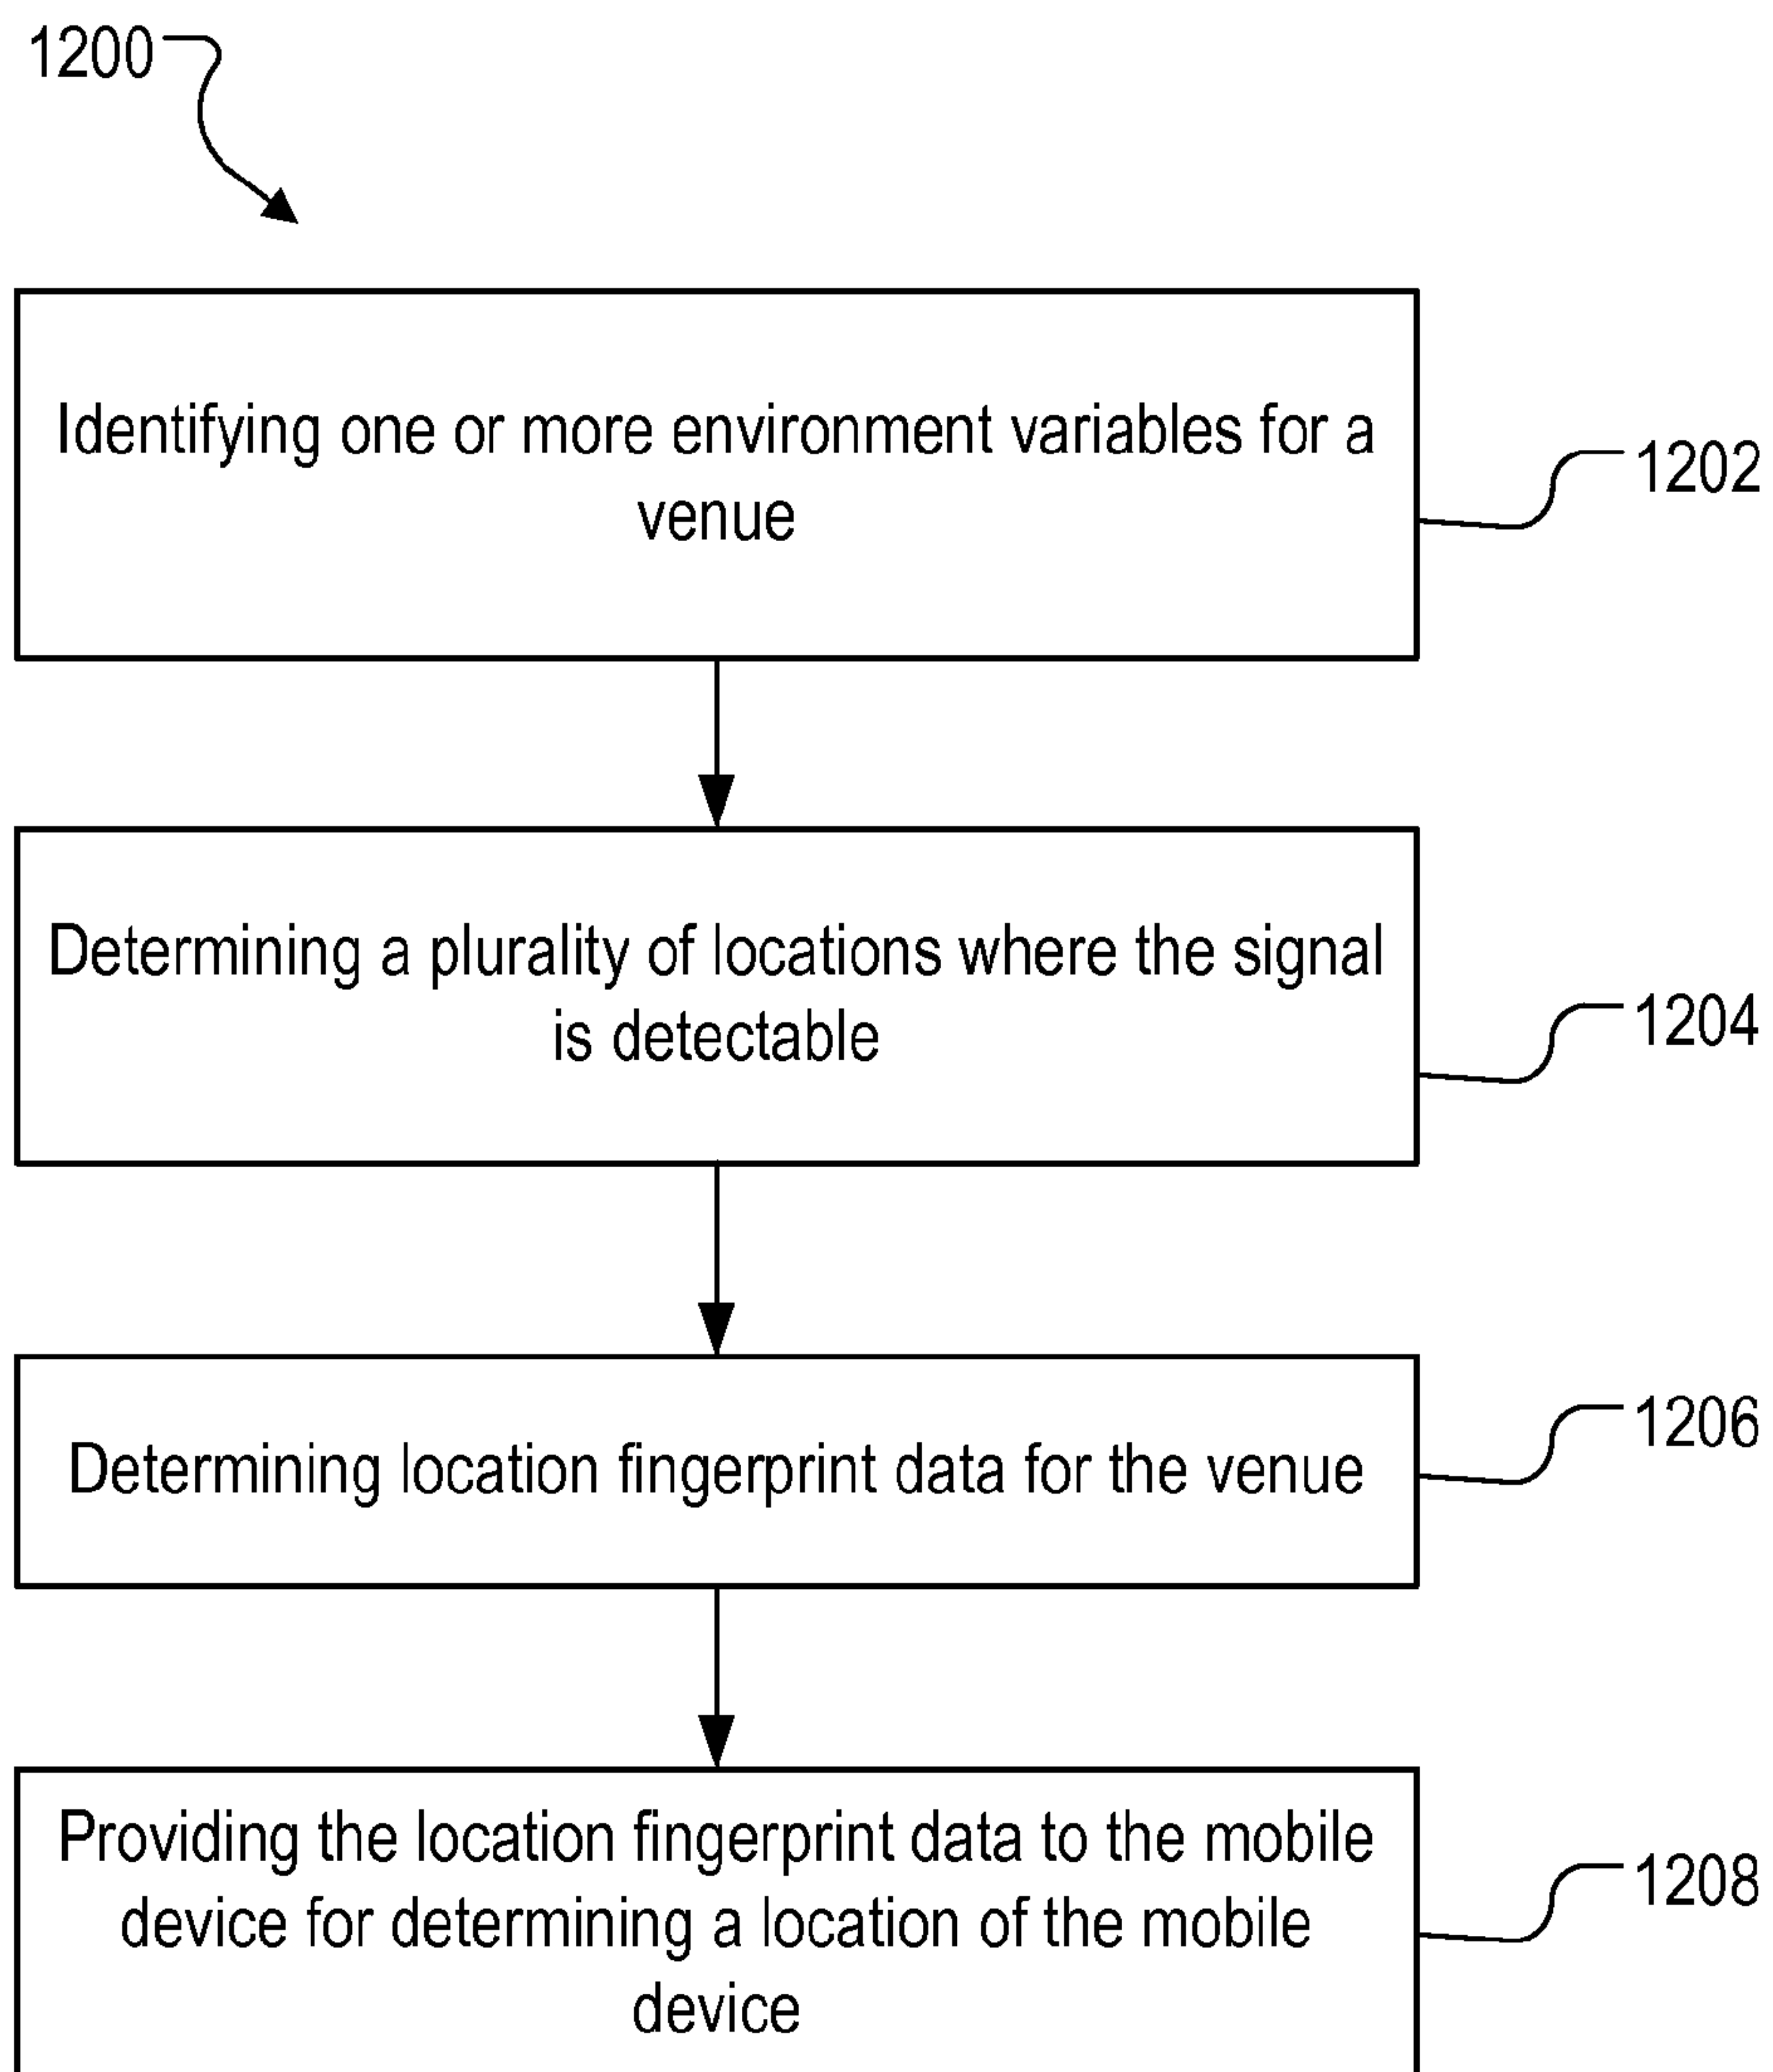 1200
Identifying one or more environment variables for a
venue
1202
Determining a plurality of locations where the signal
is detectable
1204
Determining location fingerprint data for the venue
1206
Providing the location fingerprint data to the mobile
device for determining a location of the mobile
device
1208